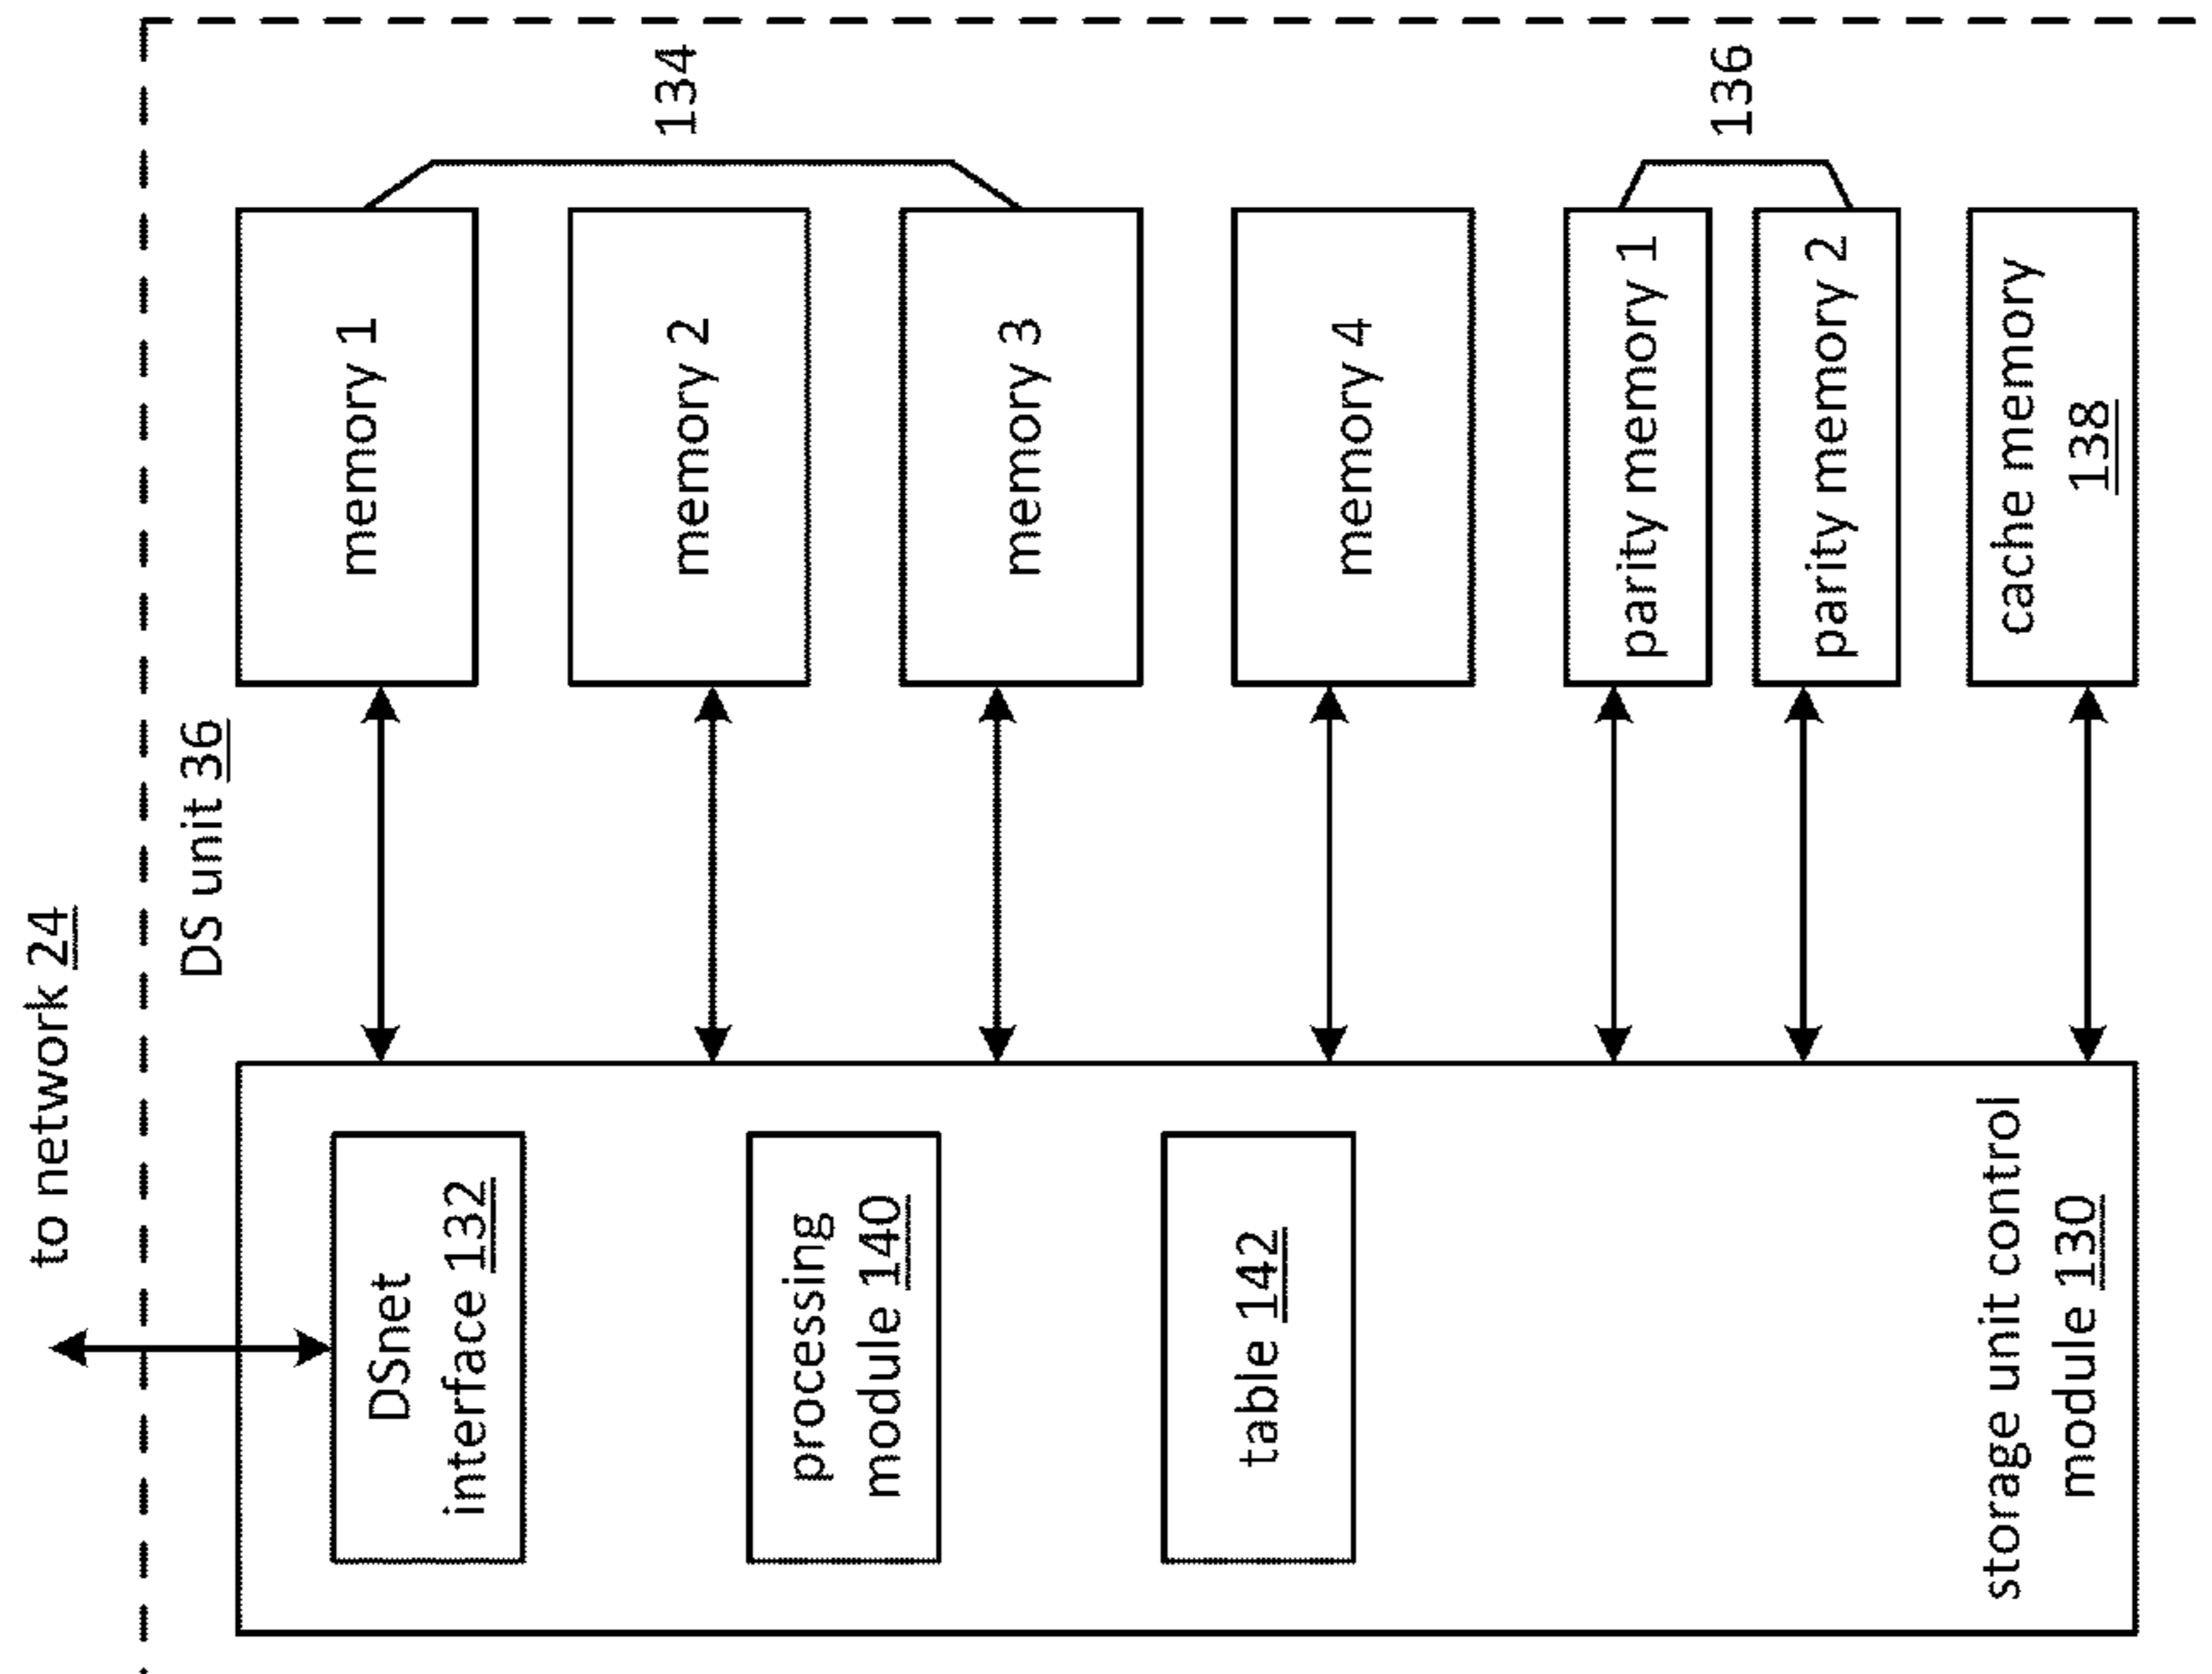 to network 24
DS unit 36
DSnet
interface 132
processing
module 140
table 142
storage unit control
module 130
memory 1
memory 2
memory 3
memory 4
parity memory 1
parity memory 2
cache memory
138
134
136